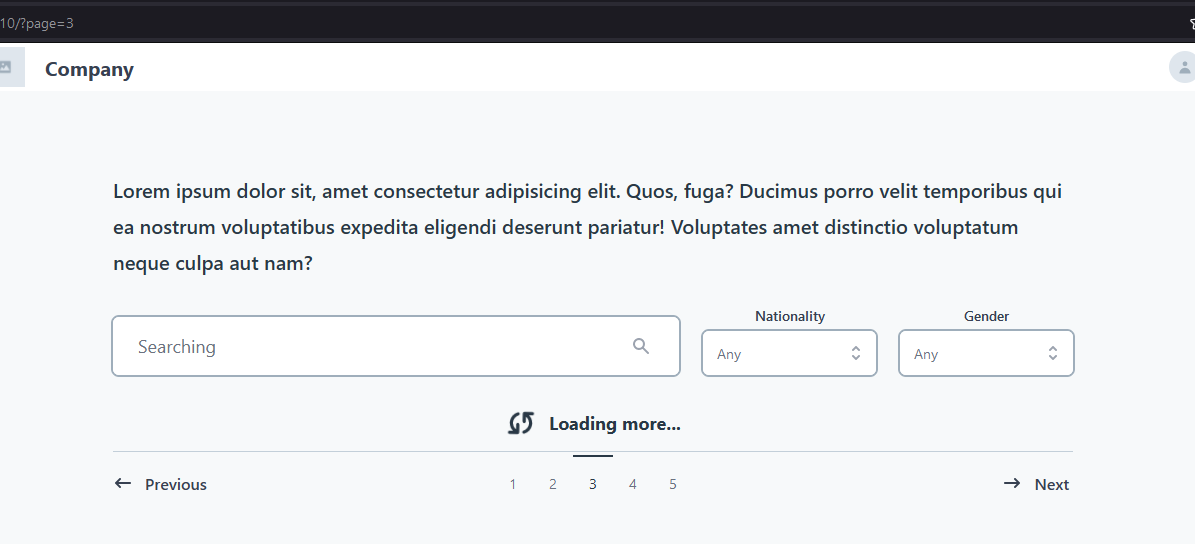 10/?page=3
Company
Lorem ipsum dolor sit, amet consectetur adipisicing elit. Quos, fuga? Ducimus porro velit temporibus qui
ea nostrum voluptatibus expedita eligendi deserunt pariatur! Voluptates amet distinctio voluptatum
neque culpa aut nam?
Nationality Gender
Searching Any Any
Loading more...
Previous 1 2 3 4 5 Next